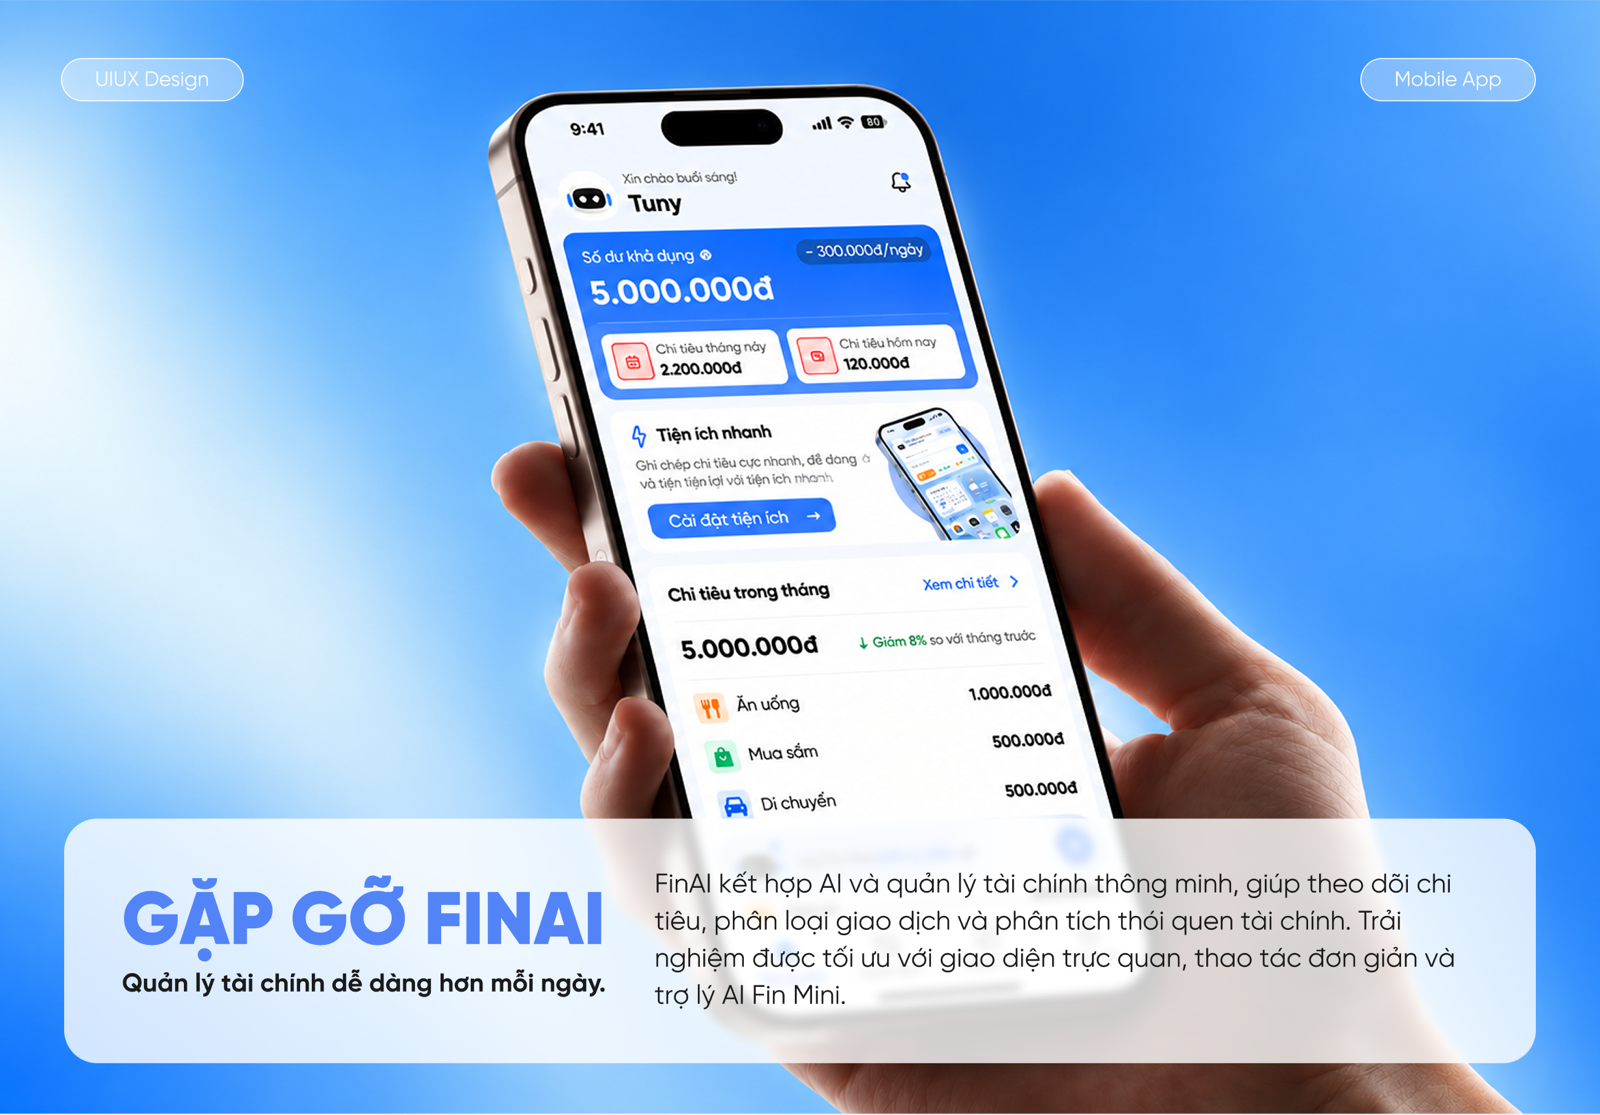 UIUX Design
Mobile App
9:41
80
Xin chào buổi sáng!
Tuny
Số dư khả dụng
- 300.000đ/ngày
5.000.000đ
Chi tiêu tháng này
2.200.000đ
Chi tiêu hôm nay
120.000đ
Tiện ích nhanh
Ghi chép chi tiêu cực nhanh, dễ dàng
và tiện tiện lợi với tiện ích nhanh
Cài đặt tiện ích →
Chi tiêu trong tháng
Xem chi tiết >
5.000.000đ
↓ Giảm 8% so với tháng trước
Ăn uống
1.000.000đ
Mua sắm
500.000đ
Di chuyển
500.000đ
GẶP GỠ FINAI
Quản lý tài chính dễ dàng hơn mỗi ngày.
FinAI kết hợp AI và quản lý tài chính thông minh, giúp theo dõi chi
tiêu, phân loại giao dịch và phân tích thói quen tài chính. Trải
nghiệm được tối ưu với giao diện trực quan, thao tác đơn giản và
trợ lý AI Fin Mini.